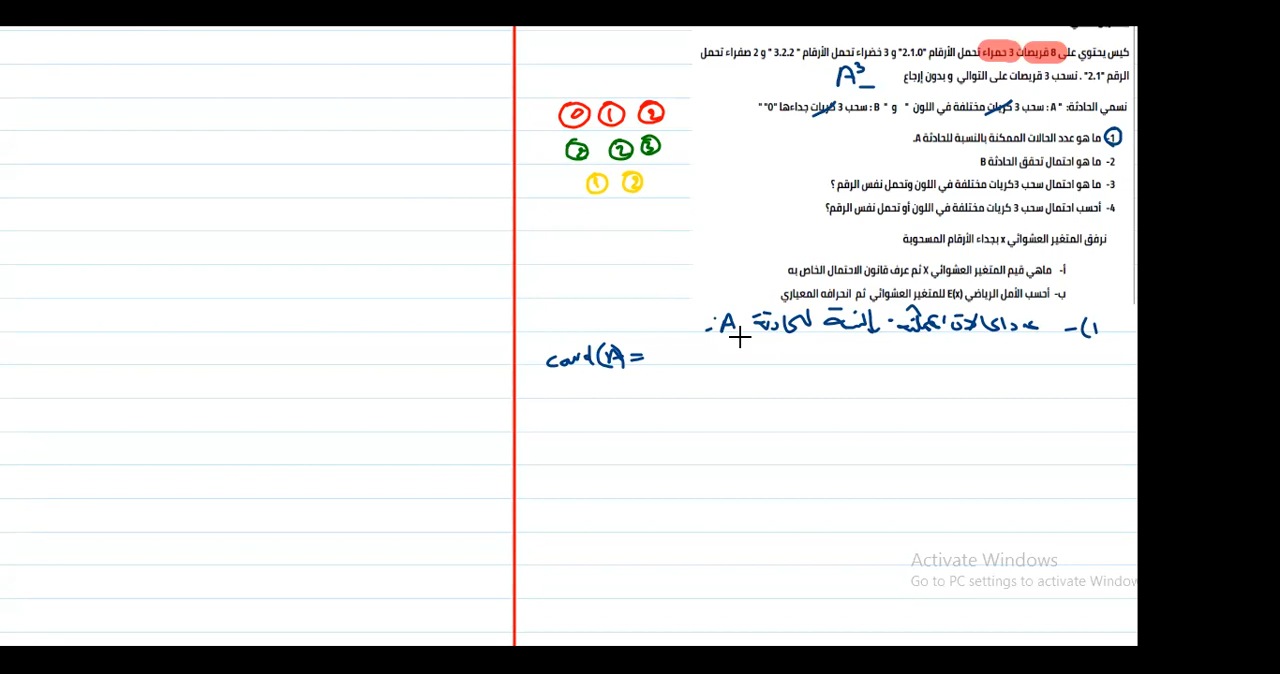 كيس يحتوي على 8 قريصات 3 حمراء تحمل الأرقام "2.1.0" و 3 خضراء تحمل الأرقام " 3.2.2" و 2 صفراء تحمل
الرقم "2.1" . نسحب 3 قريصات على التوالي و بدون إرجاع
A³
نسمي الحادثة: " A : سحب 3 كريات مختلفة في اللون " و " B : سحب 3 كريات جداءها "0" "
0 1 2
2 2 3
1 2
1- ما هو عدد الحالات الممكنة بالنسبة للحادثة A.
2- ما هو احتمال تحقق الحادثة B
3- ما هو احتمال سحب 3كريات مختلفة في اللون وتحمل نفس الرقم ؟
4- أحسب احتمال سحب 3 كريات مختلفة في اللون أو تحمل نفس الرقم؟
نرفق المتغير العشوائي x بجداء الأرقام المسحوبة
أ- ماهي قيم المتغير العشوائي X ثم عرف قانون الاحتمال الخاص به
ب- أحسب الأمل الرياضي E(x) للمتغير العشوائي ثم انحرافه المعياري
1)- عدد الحالات الممكنة بالنسبة للحادثة A :
card(A) =
Activate Windows
Go to PC settings to activate Window